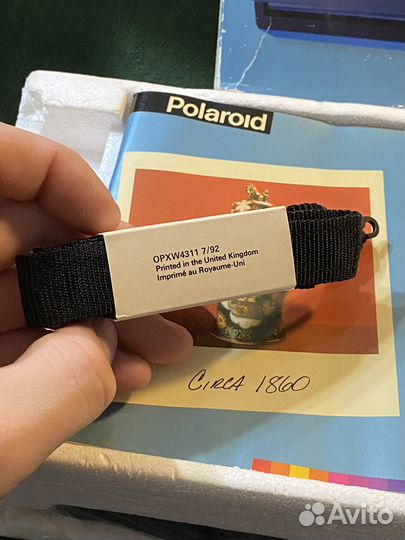 Polaroid
OPXW4311 7/92
Printed in the United Kingdom
Imprimé au Royaume-Uni
CIRCA 1860
Avito